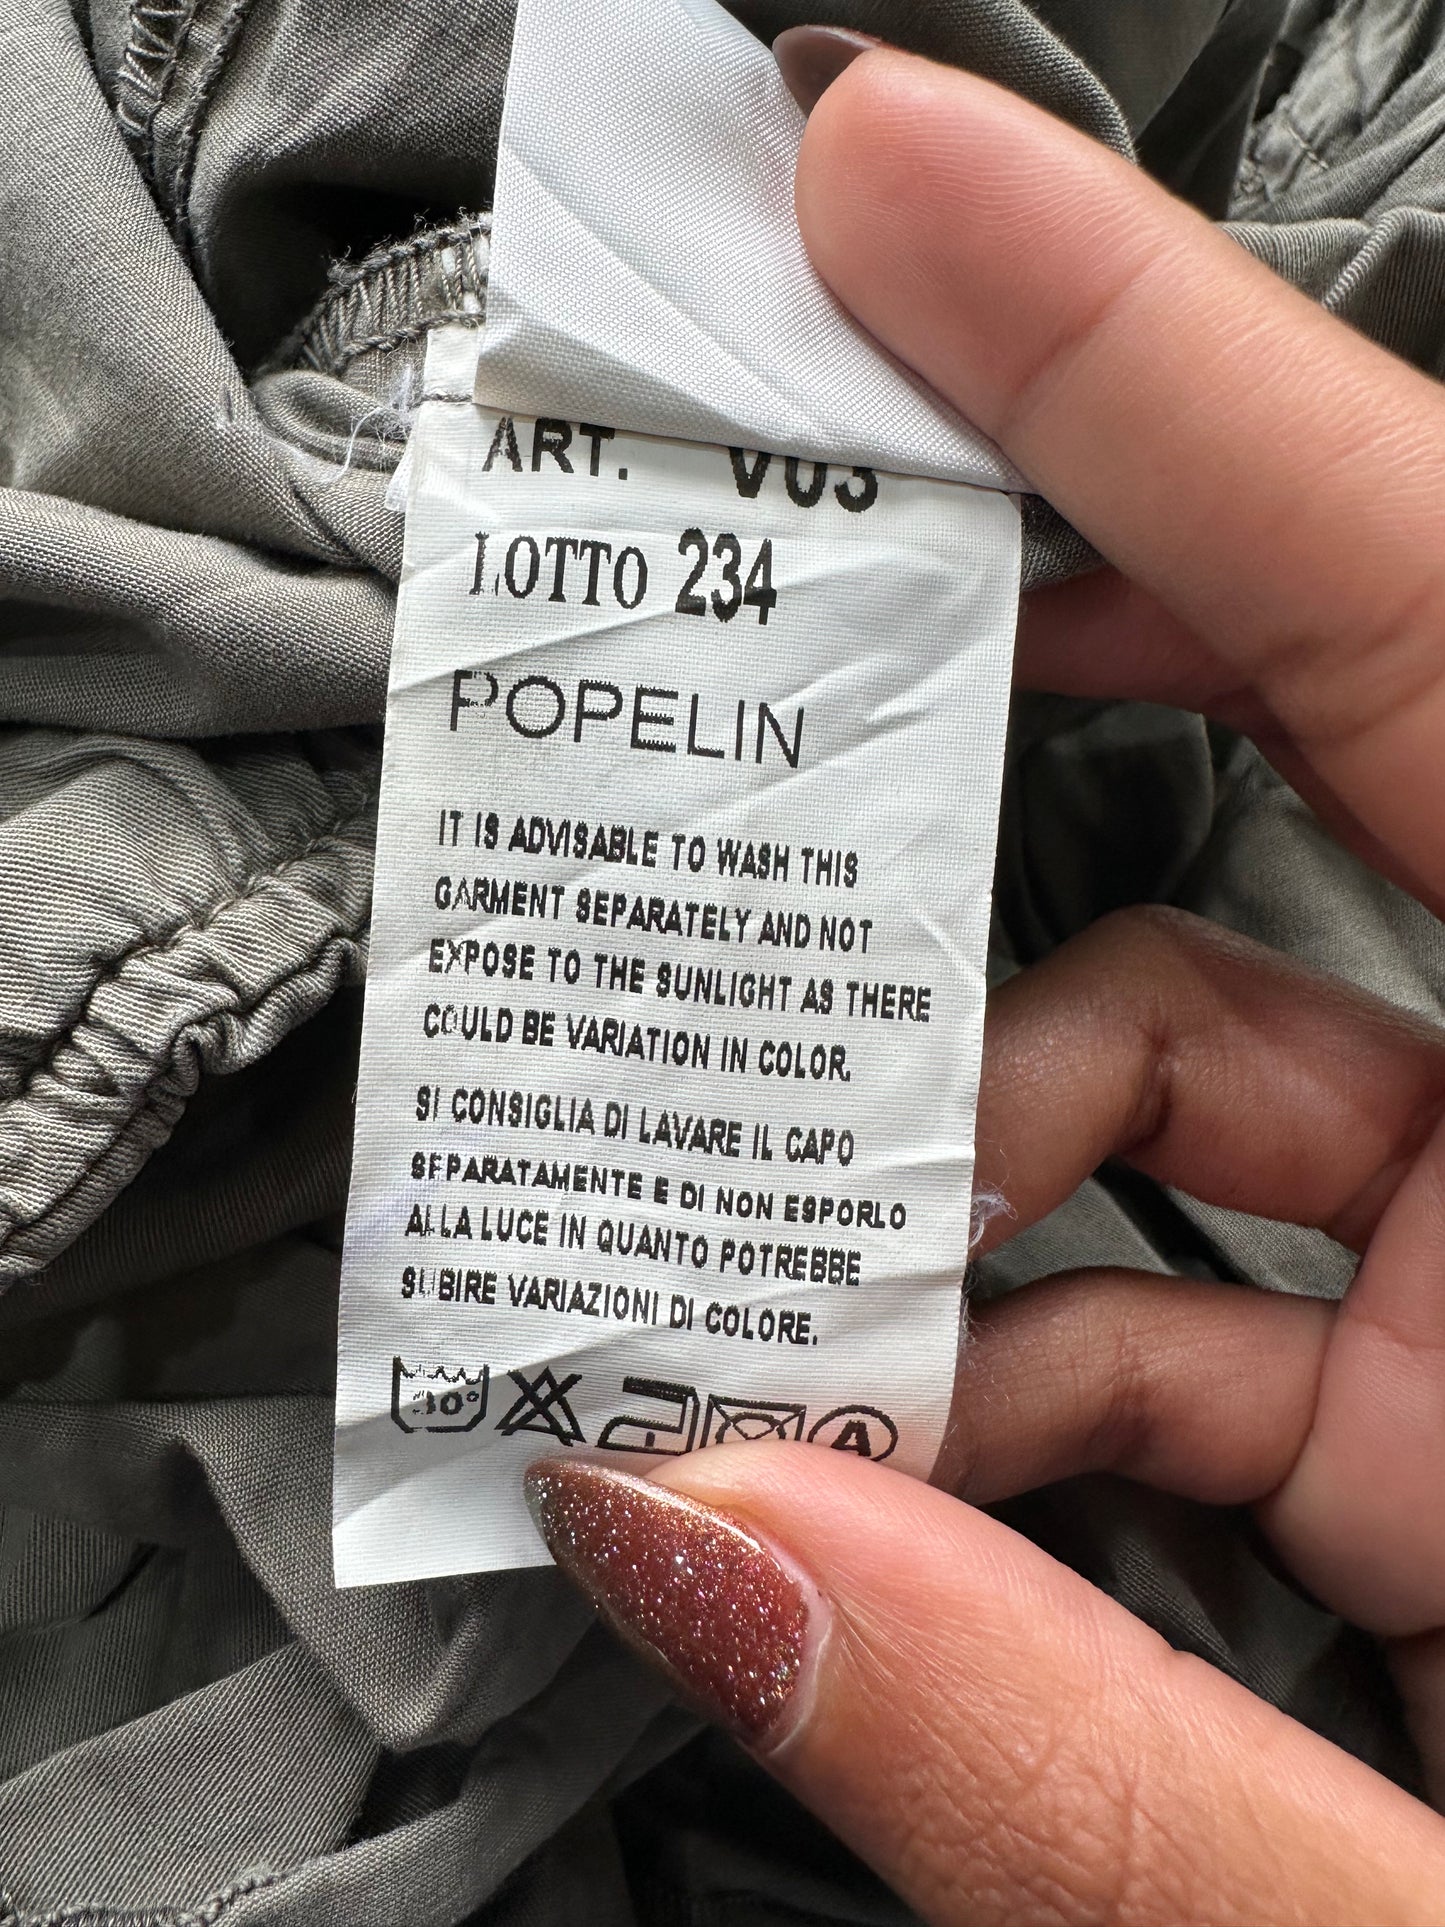 ART. V03
LOTTO 234
POPELIN
IT IS ADVISABLE TO WASH THIS
GARMENT SEPARATELY AND NOT
EXPOSE TO THE SUNLIGHT AS THERE
COULD BE VARIATION IN COLOR.
SI CONSIGLIA DI LAVARE IL CAPO
SEPARATAMENTE E DI NON ESPORLO
ALLA LUCE IN QUANTO POTREBBE
SUBIRE VARIAZIONI DI COLORE.
30° A